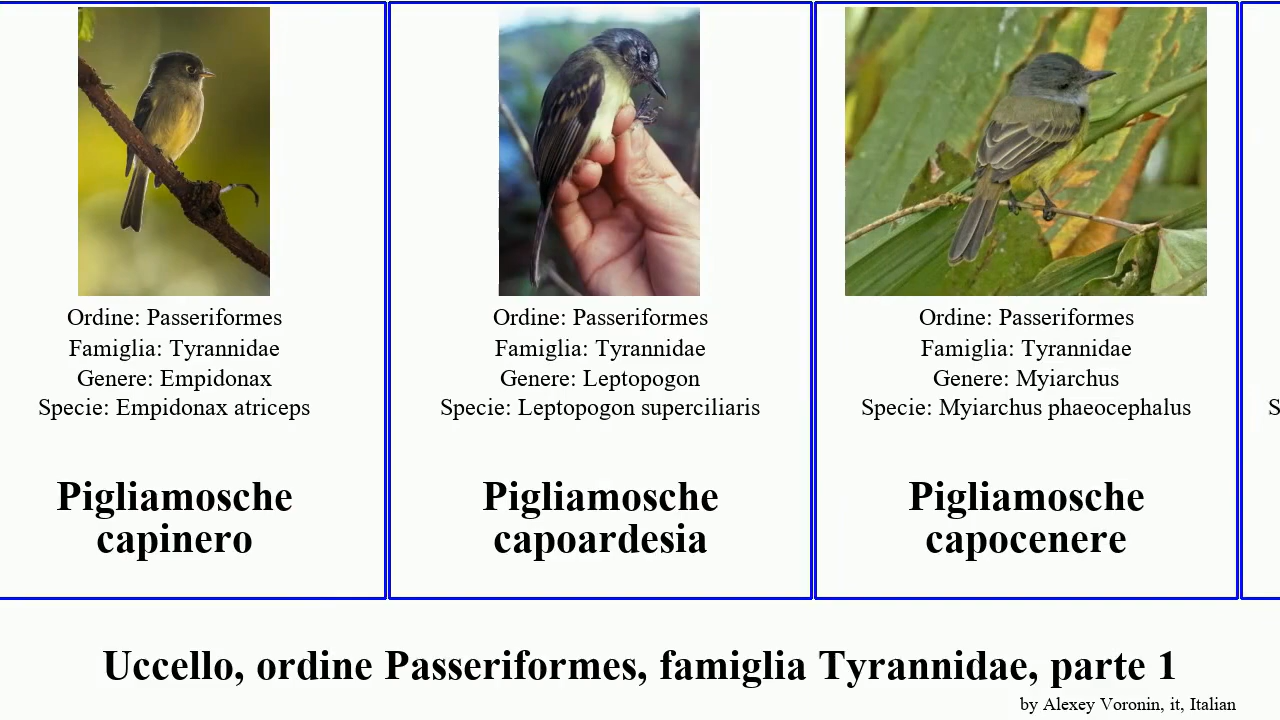 Ordine: Passeriformes
Famiglia: Tyrannidae
Genere: Empidonax
Specie: Empidonax atriceps
Pigliamosche
capinero
Ordine: Passeriformes
Famiglia: Tyrannidae
Genere: Leptopogon
Specie: Leptopogon superciliaris
Pigliamosche
capoardesia
Ordine: Passeriformes
Famiglia: Tyrannidae
Genere: Myiarchus
Specie: Myiarchus phaeocephalus
Pigliamosche
capocenere
S
Uccello, ordine Passeriformes, famiglia Tyrannidae, parte 1
by Alexey Voronin, it, Italian